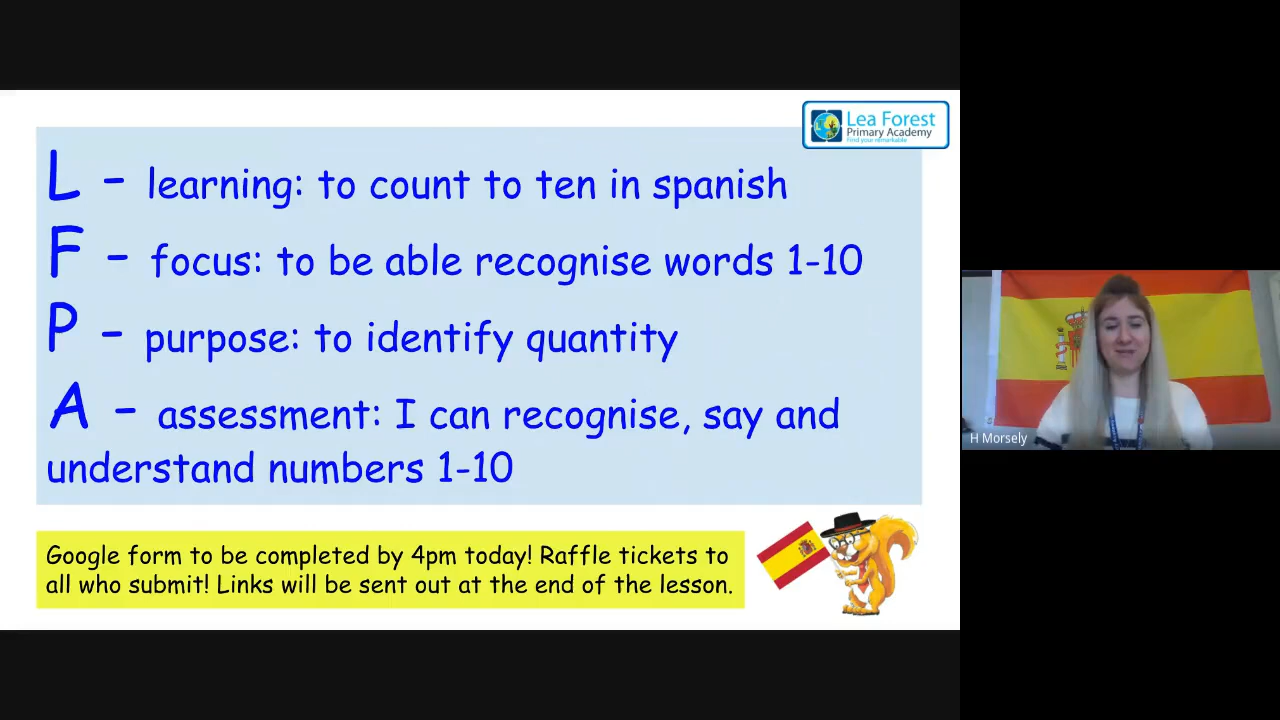 Lea Forest
Primary Academy
Find your remarkable
L - learning: to count to ten in spanish
F - focus: to be able recognise words 1-10
P - purpose: to identify quantity
A - assessment: I can recognise, say and
understand numbers 1-10
Google form to be completed by 4pm today! Raffle tickets to
all who submit! Links will be sent out at the end of the lesson.
H Morsely